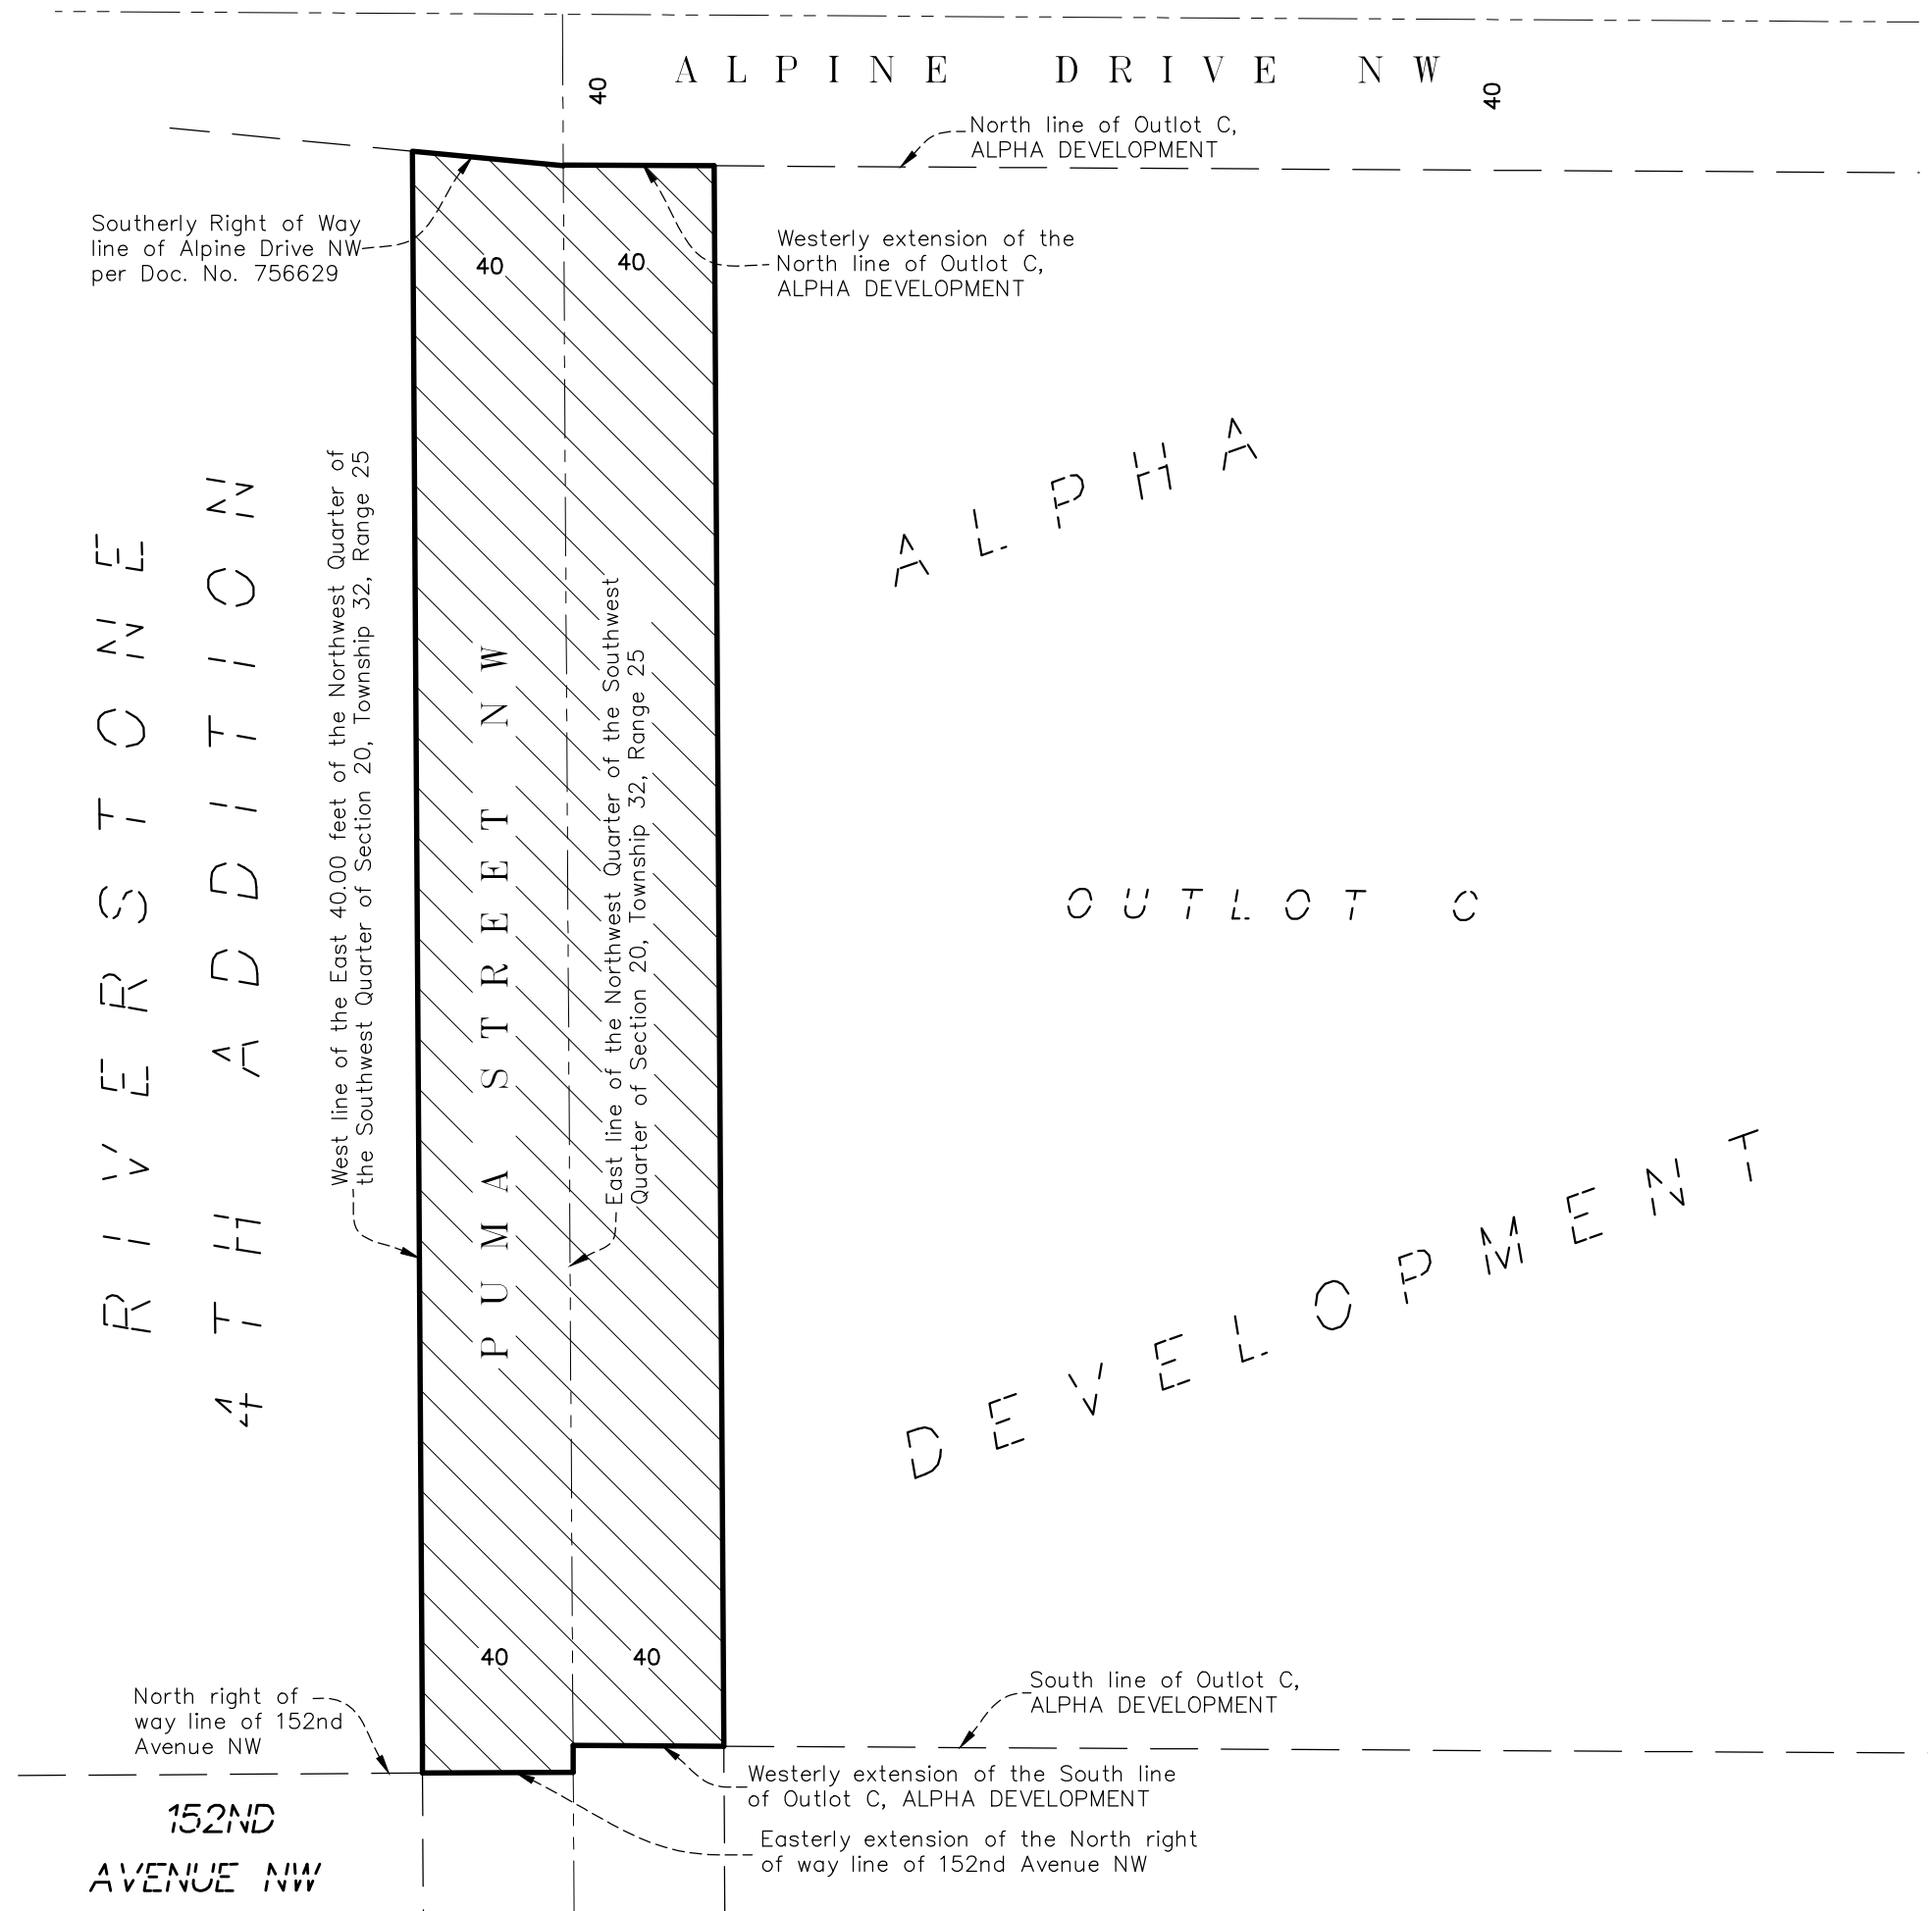 ALPINE DRIVE NW
40
40
North line of Outlot C,
ALPHA DEVELOPMENT
Southerly Right of Way
line of Alpine Drive NW
per Doc. No. 756629
Westerly extension of the
North line of Outlot C,
ALPHA DEVELOPMENT
40
40
RIVERSTONE
4TH ADDITION
West line of the East 40.00 feet of the Northwest Quarter of
the Southwest Quarter of Section 20, Township 32, Range 25
PUMA STREET NW
East line of the Northwest Quarter of the Southwest
Quarter of Section 20, Township 32, Range 25
ALPHA
OUTLOT C
DEVELOPMENT
40
40
North right of
way line of 152nd
Avenue NW
South line of Outlot C,
ALPHA DEVELOPMENT
Westerly extension of the South line
of Outlot C, ALPHA DEVELOPMENT
Easterly extension of the North right
of way line of 152nd Avenue NW
152ND
AVENUE NW